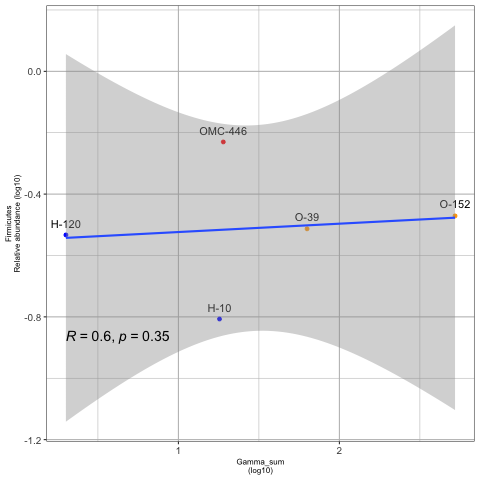 Firmicutes
Relative abundance (log10)
0.0
-0.4
-0.8
-1.2
OMC-446
O-152
O-39
H-120
H-10
R = 0.6, p = 0.35
1
2
Gamma_sum
(log10)